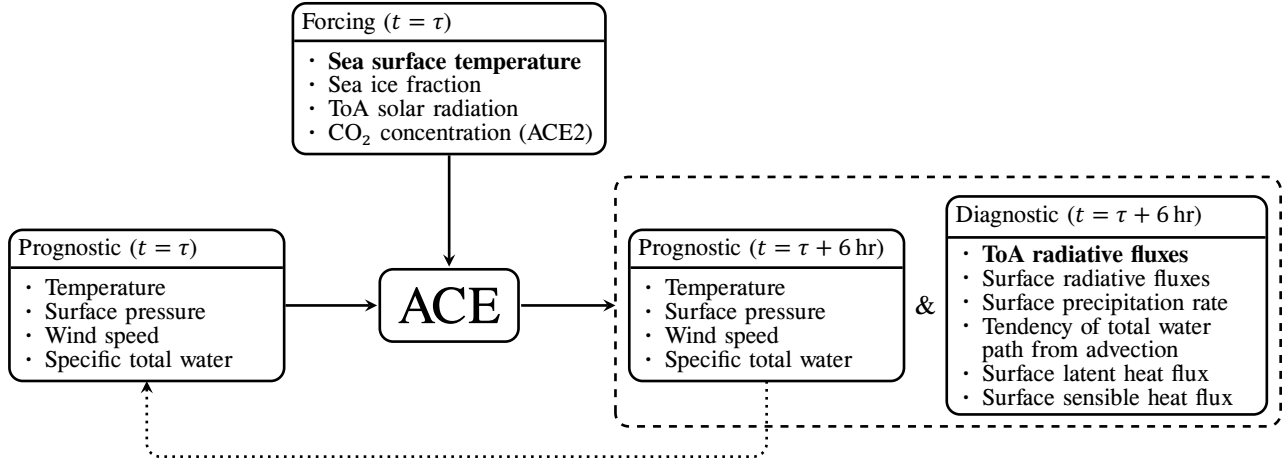 Forcing (t = τ)
· Sea surface temperature
· Sea ice fraction
· ToA solar radiation
· CO₂ concentration (ACE2)
Prognostic (t = τ)
· Temperature
· Surface pressure
· Wind speed
· Specific total water
ACE
Prognostic (t = τ + 6 hr)
· Temperature
· Surface pressure
· Wind speed
· Specific total water
&
Diagnostic (t = τ + 6 hr)
· ToA radiative fluxes
· Surface radiative fluxes
· Surface precipitation rate
· Tendency of total water
path from advection
· Surface latent heat flux
· Surface sensible heat flux